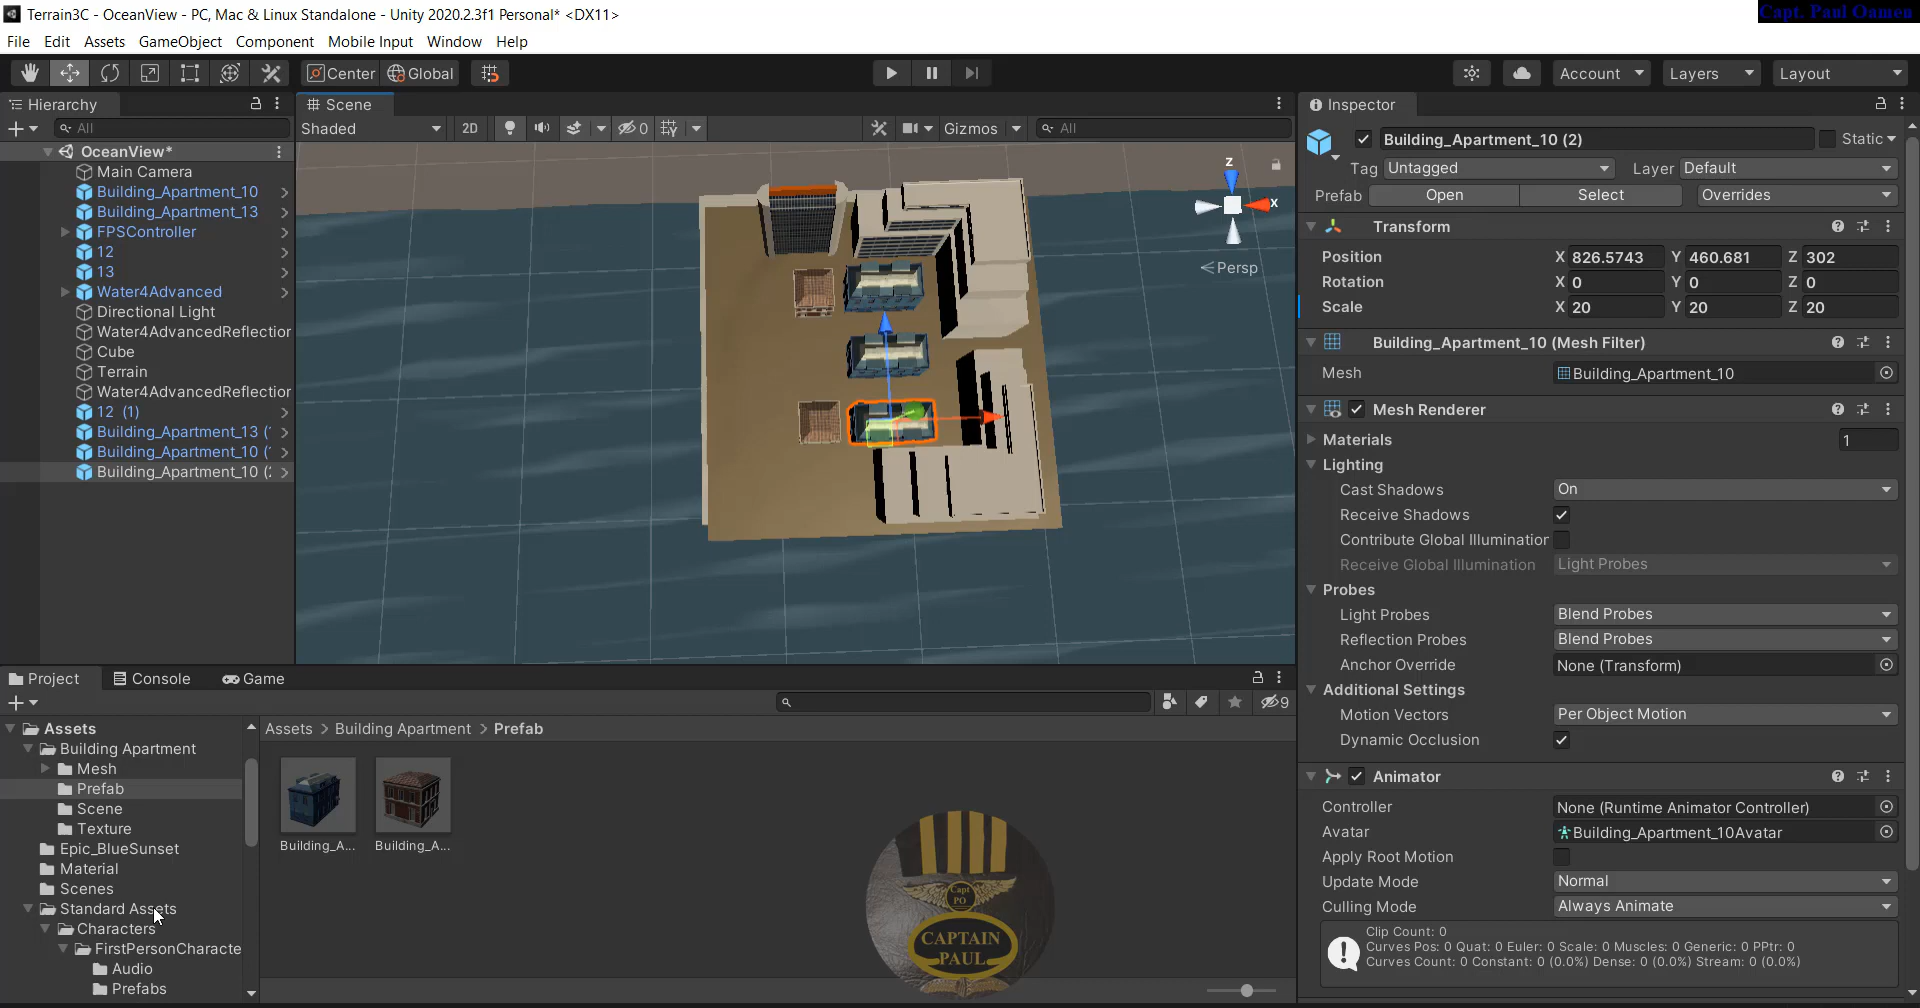 Terrain3C - OceanView - PC, Mac & Linux Standalone - Unity 2020.2.3f1 Personal* <DX11>
Capt. Paul Oamen
File Edit Assets GameObject Component Mobile Input Window Help
Center Global Account Layers Layout
Hierarchy
All
OceanView*
Main Camera
Building_Apartment_10
Building_Apartment_13
FPSController
12
13
Water4Advanced
Directional Light
Water4AdvancedReflection
Cube
Terrain
Water4AdvancedReflection
12 (1)
Building_Apartment_13 (
Building_Apartment_10 (
Building_Apartment_10 (2
Scene
Shaded 2D 0 Gizmos All
z
x
Persp
Inspector
Building_Apartment_10 (2) Static
Tag Untagged Layer Default
Prefab Open Select Overrides
Transform
Position X 826.5743 Y 460.681 Z 302
Rotation X 0 Y 0 Z 0
Scale X 20 Y 20 Z 20
Building_Apartment_10 (Mesh Filter)
Mesh Building_Apartment_10
Mesh Renderer
Materials 1
Lighting
Cast Shadows On
Receive Shadows
Contribute Global Illumination
Receive Global Illumination Light Probes
Probes
Light Probes Blend Probes
Reflection Probes Blend Probes
Anchor Override None (Transform)
Additional Settings
Motion Vectors Per Object Motion
Dynamic Occlusion
Animator
Controller None (Runtime Animator Controller)
Avatar Building_Apartment_10Avatar
Apply Root Motion
Update Mode Normal
Culling Mode Always Animate
Clip Count: 0
Curves Pos: 0 Quat: 0 Euler: 0 Scale: 0 Muscles: 0 Generic: 0 PPtr: 0
Curves Count: 0 Constant: 0 (0.0%) Dense: 0 (0.0%) Stream: 0 (0.0%)
Project Console Game
9
Assets
Building Apartment
Mesh
Prefab
Scene
Texture
Epic_BlueSunset
Material
Scenes
Standard Assets
Characters
FirstPersonCharacte
Audio
Prefabs
Assets > Building Apartment > Prefab
Building_A... Building_A...
Capt
PO
CAPTAIN
PAUL